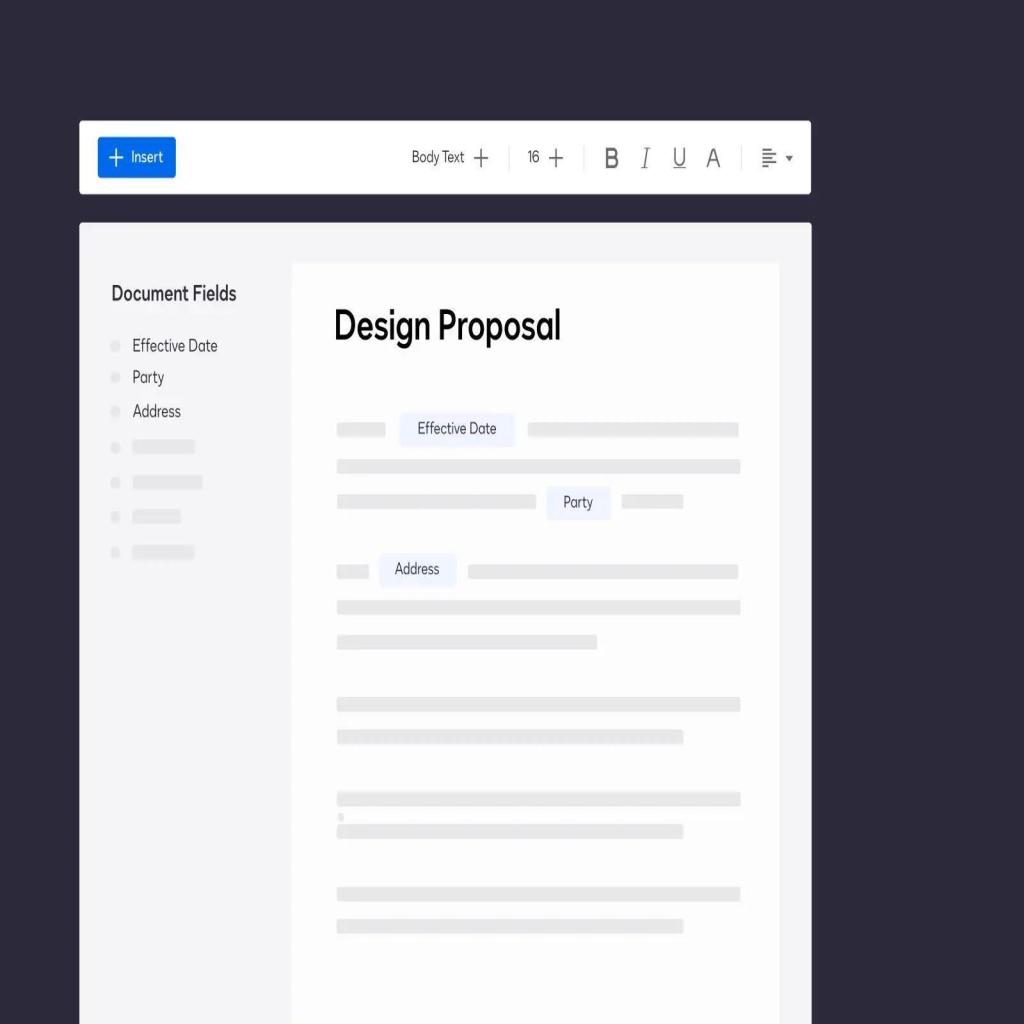 Insert
Body Text
16
B I U A
Document Fields
Effective Date
Party
Address
Design Proposal
Effective Date
Party
Address